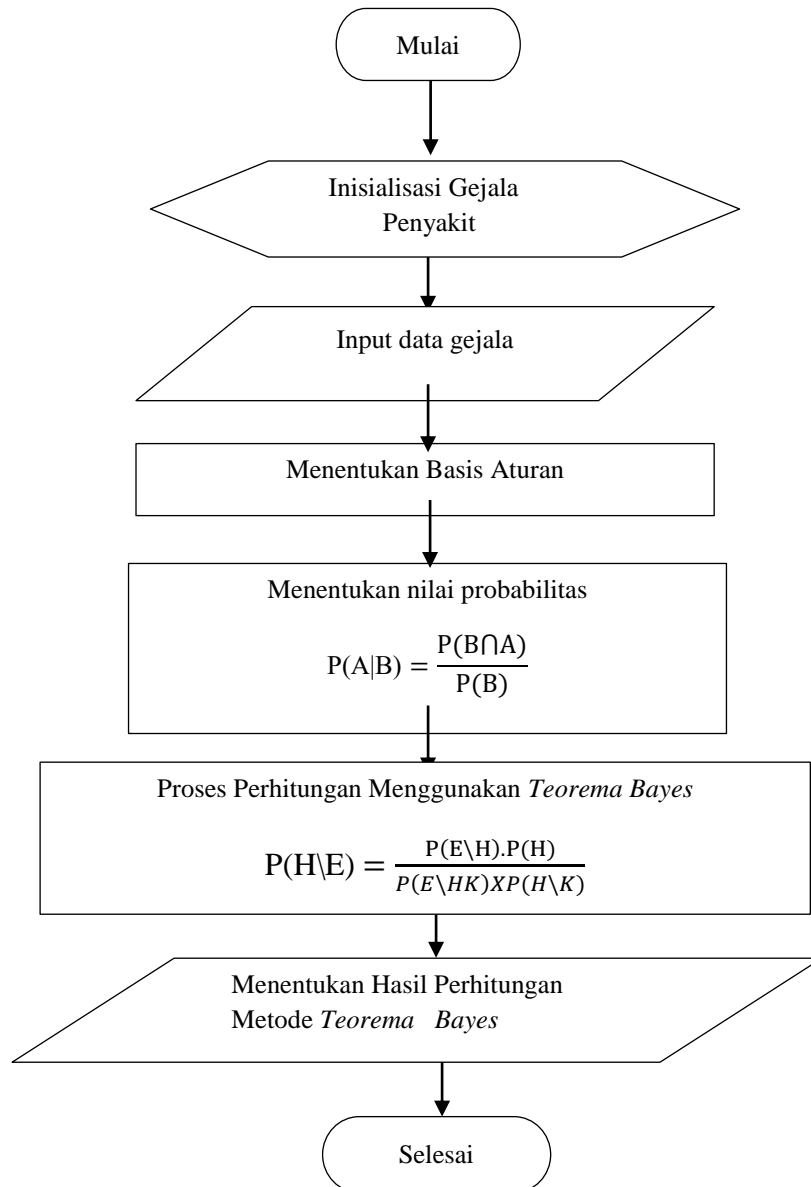 Mulai
Inisialisasi Gejala
Penyakit
Input data gejala
Menentukan Basis Aturan
Menentukan nilai probabilitas
P(A|B) = P(B⋂A) / P(B)
Proses Perhitungan Menggunakan Teorema Bayes
P(H\E) = P(E\H).P(H) / P(E\HK)XP(H\K)
Menentukan Hasil Perhitungan
Metode Teorema Bayes
Selesai